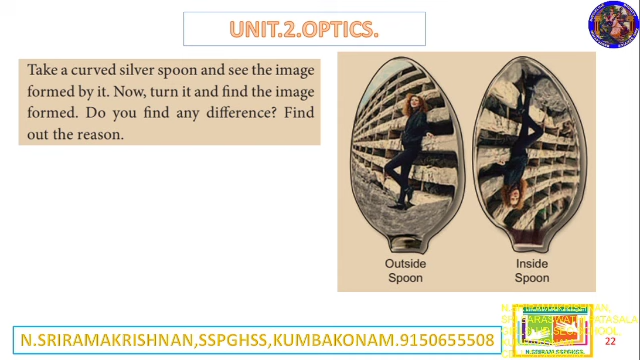 UNIT.2.OPTICS.
Take a curved silver spoon and see the image
formed by it. Now, turn it and find the image
formed. Do you find any difference? Find
out the reason.
Outside
Spoon
Inside
Spoon
N.SRIRAMAKRISHNAN,SSPGHSS,KUMBAKONAM.9150655508
N.SRIRAMAKRISHNAN,
22